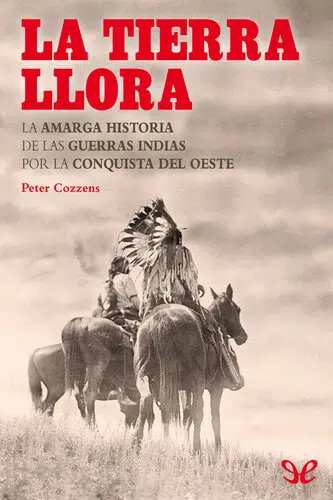 LA TIERRA
LLORA
LA AMARGA HISTORIA
DE LAS GUERRAS INDIAS
POR LA CONQUISTA DEL OESTE
Peter Cozzens